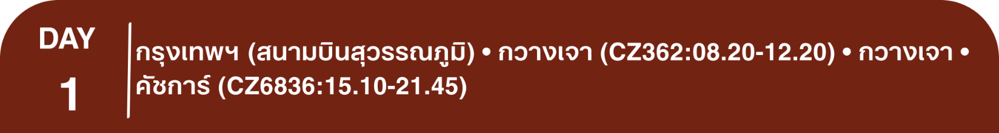 DAY
1
กรุงเทพฯ (สนามบินสุวรรณภูมิ) • กวางเจา (CZ362:08.20-12.20) • กวางเจา •
คัชการ์ (CZ6836:15.10-21.45)